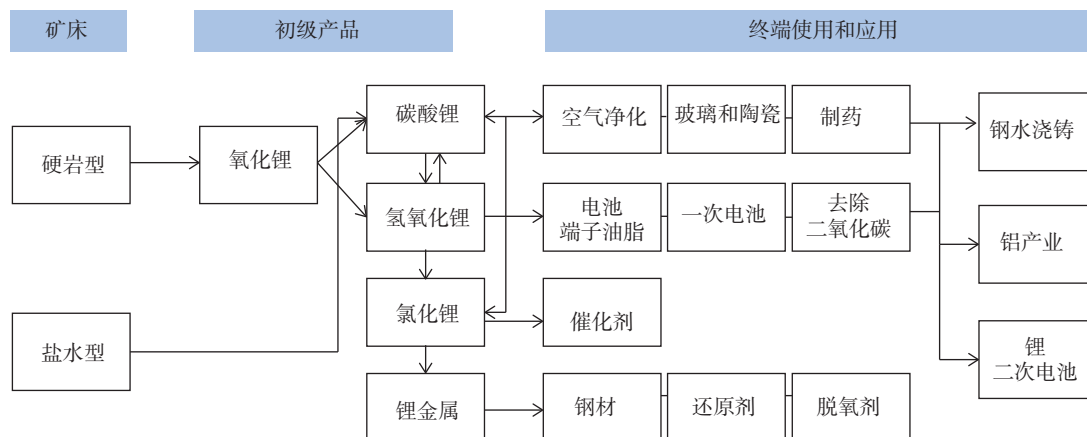 矿床
初级产品
终端使用和应用
碳酸锂
空气净化
玻璃和陶瓷
制药
钢水浇铸
硬岩型
氧化锂
氢氧化锂
电池
端子油脂
一次电池
去除
二氧化碳
铝产业
氯化锂
催化剂
盐水型
锂
二次电池
锂金属
钢材
还原剂
脱氧剂